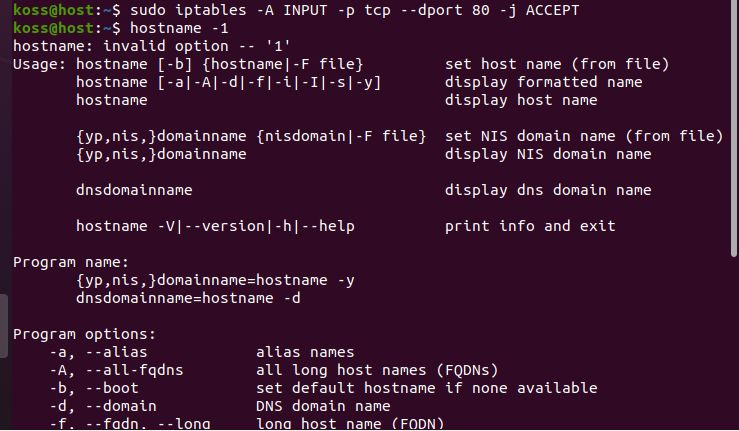 koss@host:~$ sudo iptables -A INPUT -p tcp --dport 80 -j ACCEPT
koss@host:~$ hostname -1
hostname: invalid option -- '1'
Usage: hostname [-b] {hostname|-F file}         set host name (from file)
       hostname [-a|-A|-d|-f|-i|-I|-s|-y]       display formatted name
       hostname                                 display host name

       {yp,nis,}domainname {nisdomain|-F file}  set NIS domain name (from file)
       {yp,nis,}domainname                      display NIS domain name

       dnsdomainname                            display dns domain name

       hostname -V|--version|-h|--help          print info and exit

Program name:
       {yp,nis,}domainname=hostname -y
       dnsdomainname=hostname -d

Program options:
    -a, --alias            alias names
    -A, --all-fqdns        all long host names (FQDNs)
    -b, --boot             set default hostname if none available
    -d, --domain           DNS domain name
    -f, --fqdn, --long     long host name (FQDN)